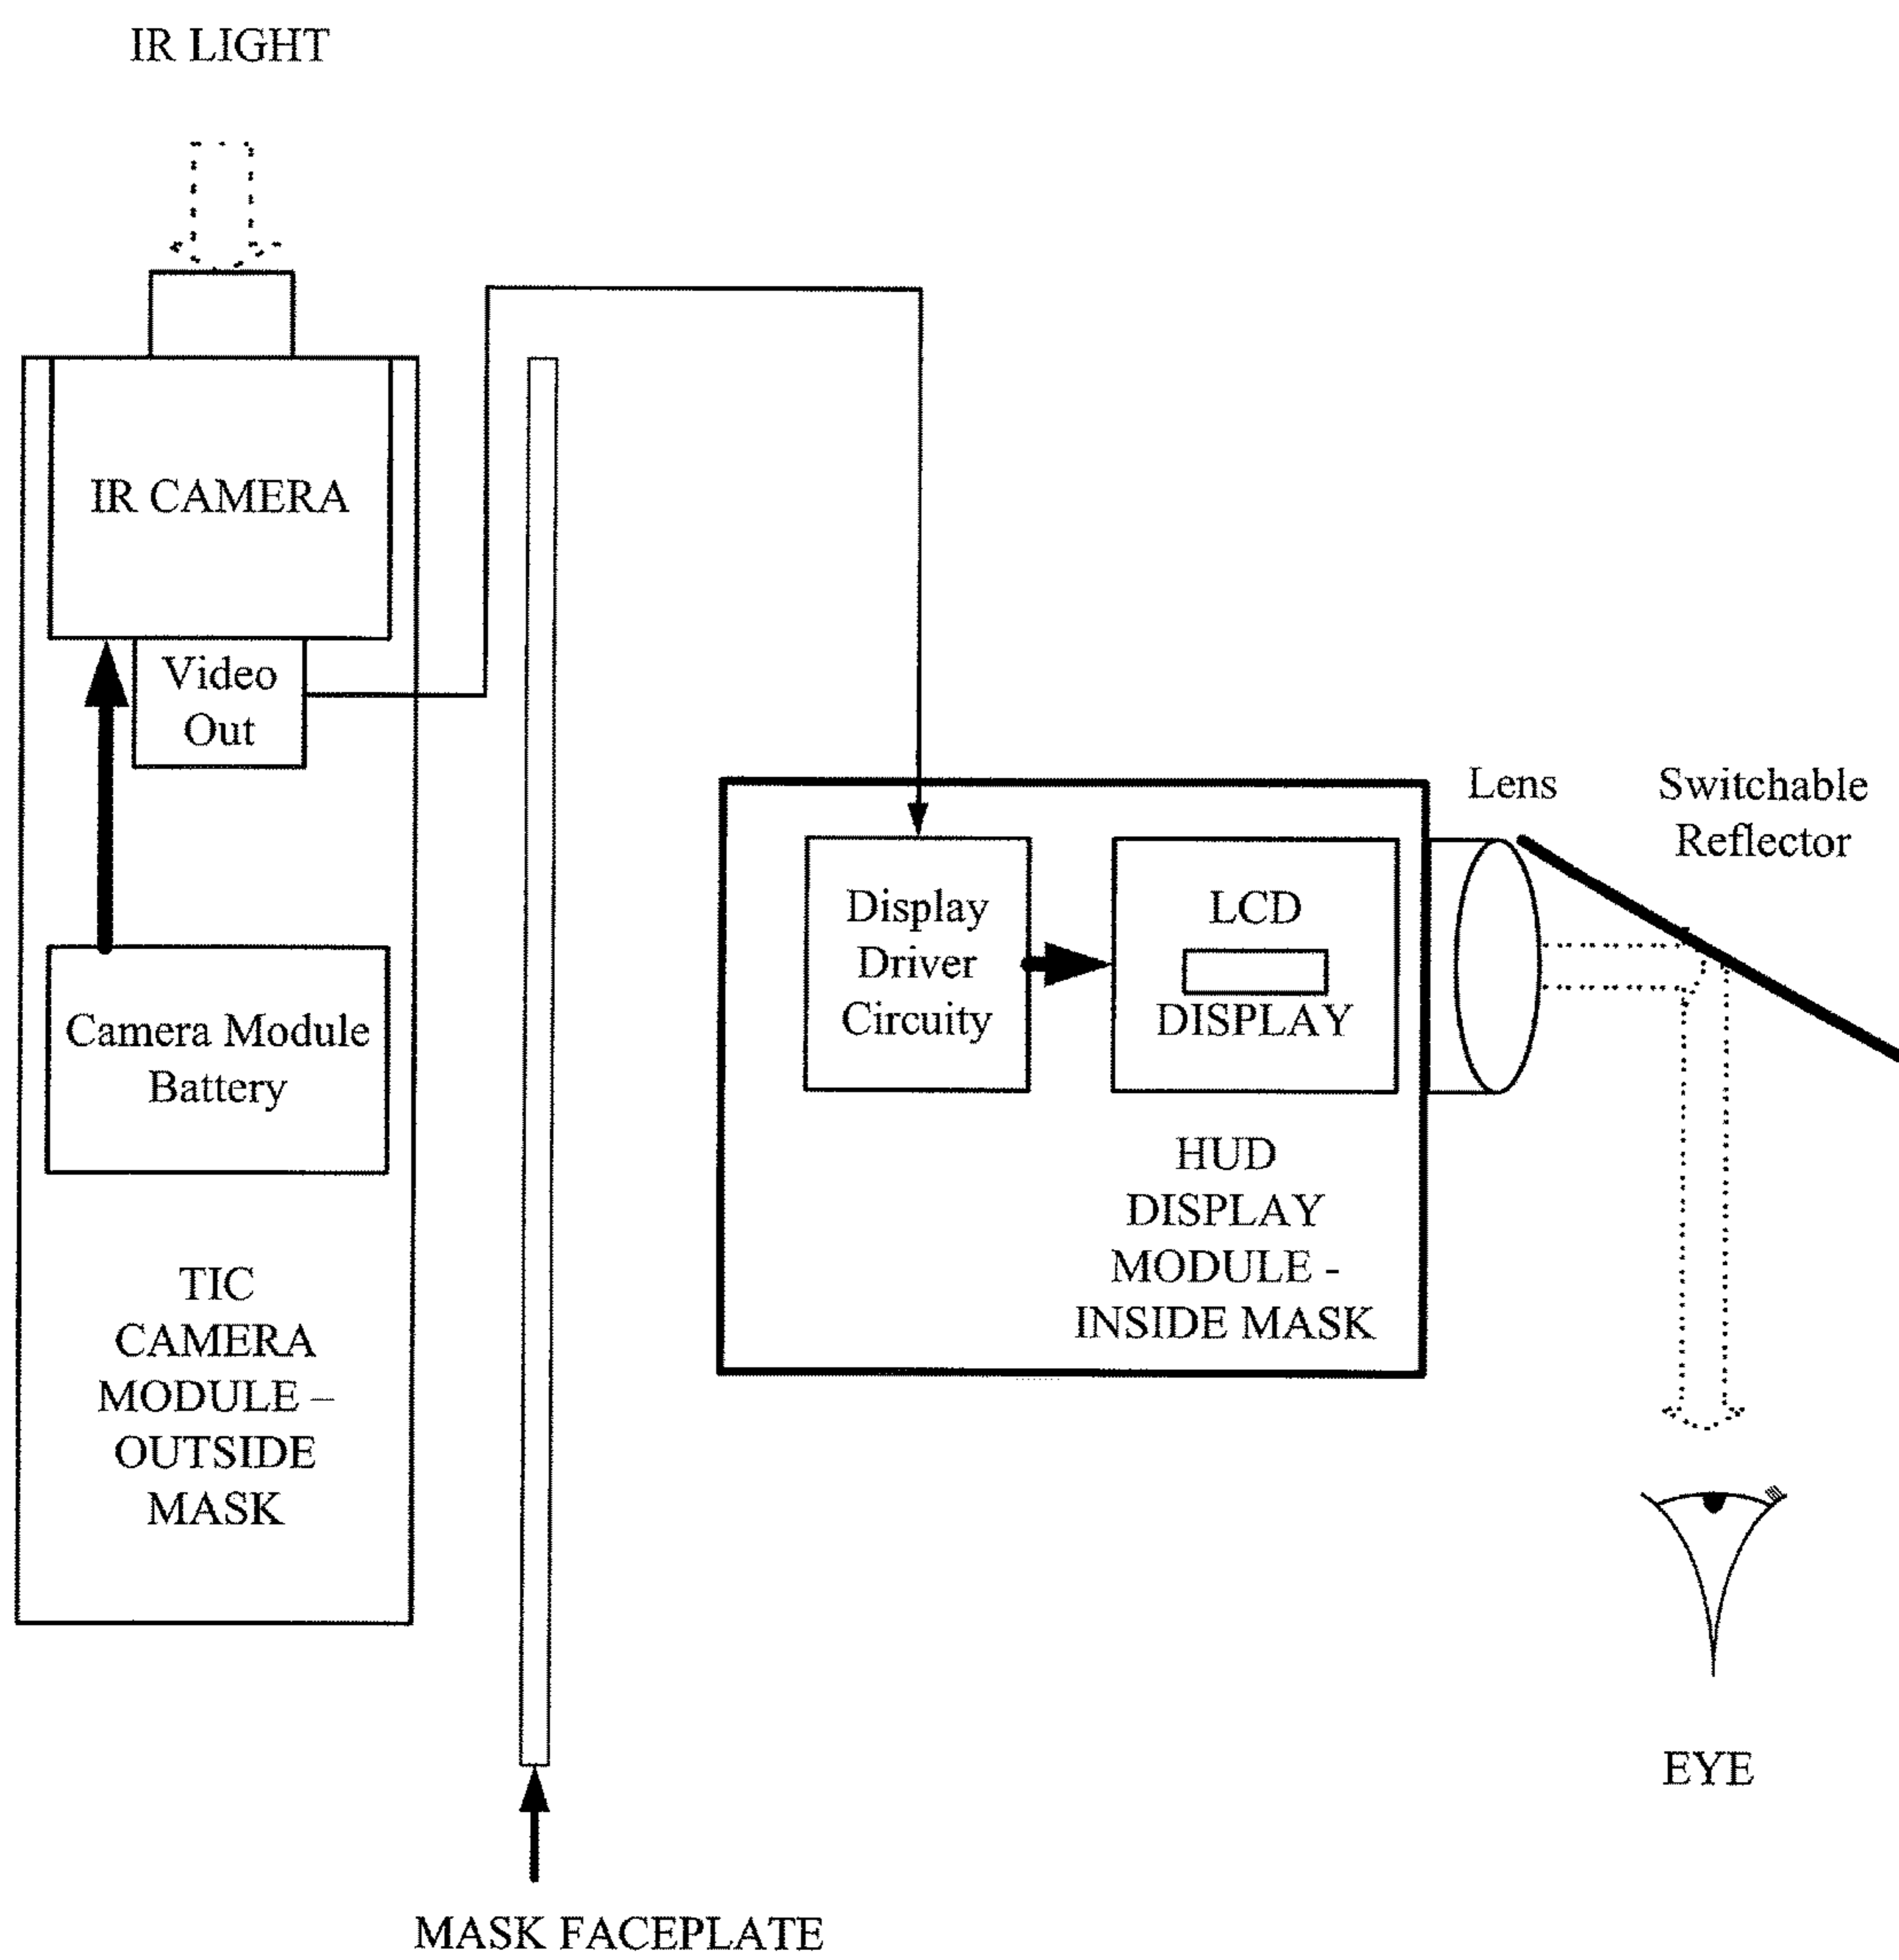 IR LIGHT
IR CAMERA
Video
Out
Camera Module
Battery
TIC
CAMERA
MODULE –
OUTSIDE
MASK
MASK FACEPLATE
Display
Driver
Circuity
LCD
DISPLAY
HUD
DISPLAY
MODULE -
INSIDE MASK
Lens
Switchable
Reflector
EYE